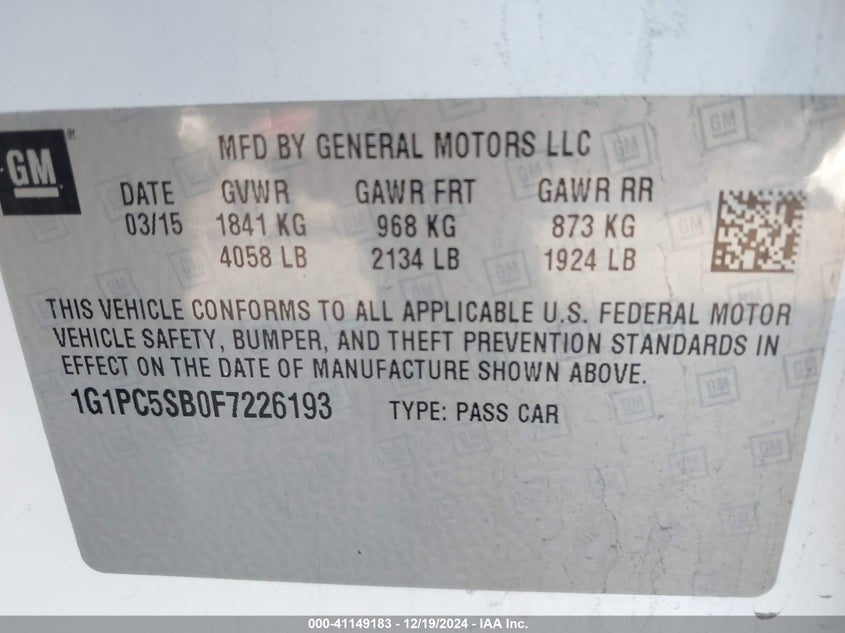 GM
MFD BY GENERAL MOTORS LLC
DATE GVWR GAWR FRT GAWR RR
03/15 1841 KG 968 KG 873 KG
4058 LB 2134 LB 1924 LB
THIS VEHICLE CONFORMS TO ALL APPLICABLE U.S. FEDERAL MOTOR
VEHICLE SAFETY, BUMPER, AND THEFT PREVENTION STANDARDS IN
EFFECT ON THE DATE OF MANUFACTURE SHOWN ABOVE.
1G1PC5SB0F7226193 TYPE: PASS CAR
000-41149183 - 12/19/2024 - IAA Inc.